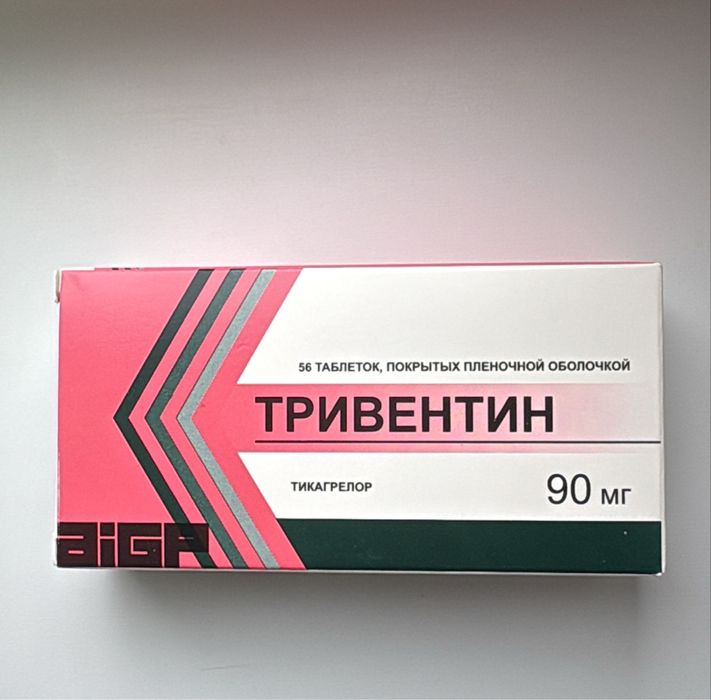 56 ТАБЛЕТОК, ПОКРЫТЫХ ПЛЕНОЧНОЙ ОБОЛОЧКОЙ
ТРИВЕНТИН
ТИКАГРЕЛОР
90 мг
aiGP